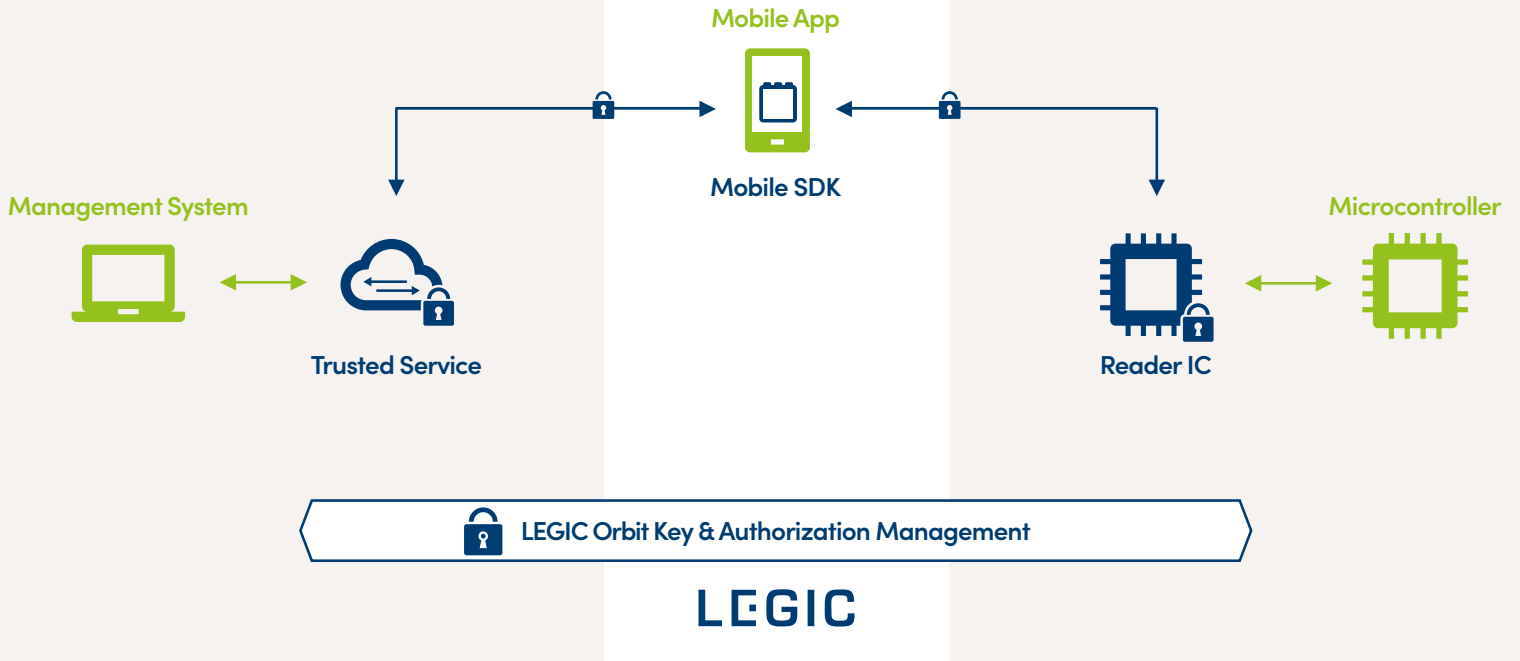 Mobile App
Mobile SDK
Management System
Microcontroller
Trusted Service
Reader IC
LEGIC Orbit Key & Authorization Management
LEGIC